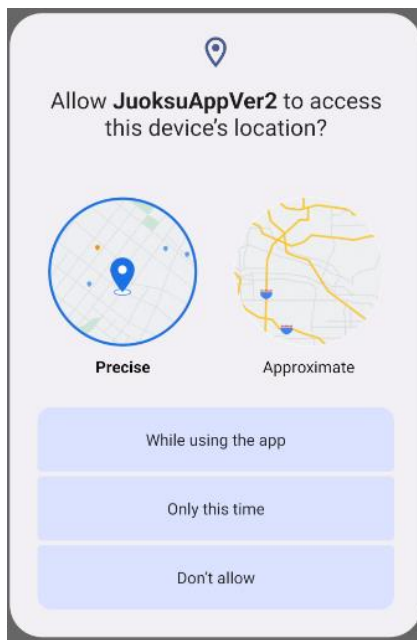 Allow JuoksuAppVer2 to access
this device's location?
Precise
Approximate
While using the app
Only this time
Don't allow